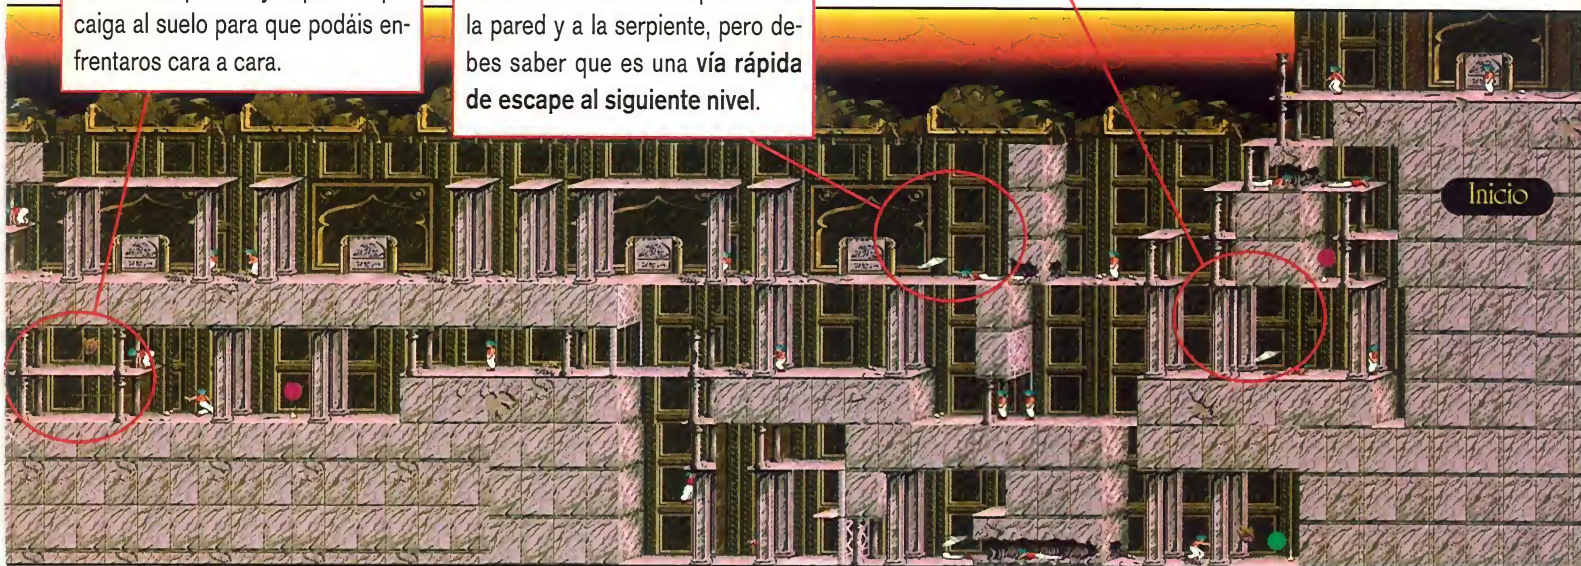 caiga al suelo para que podáis en-
frentaros cara a cara.
la pared y a la serpiente, pero de-
bes saber que es una vía rápida
de escape al siguiente nivel.
Inicio